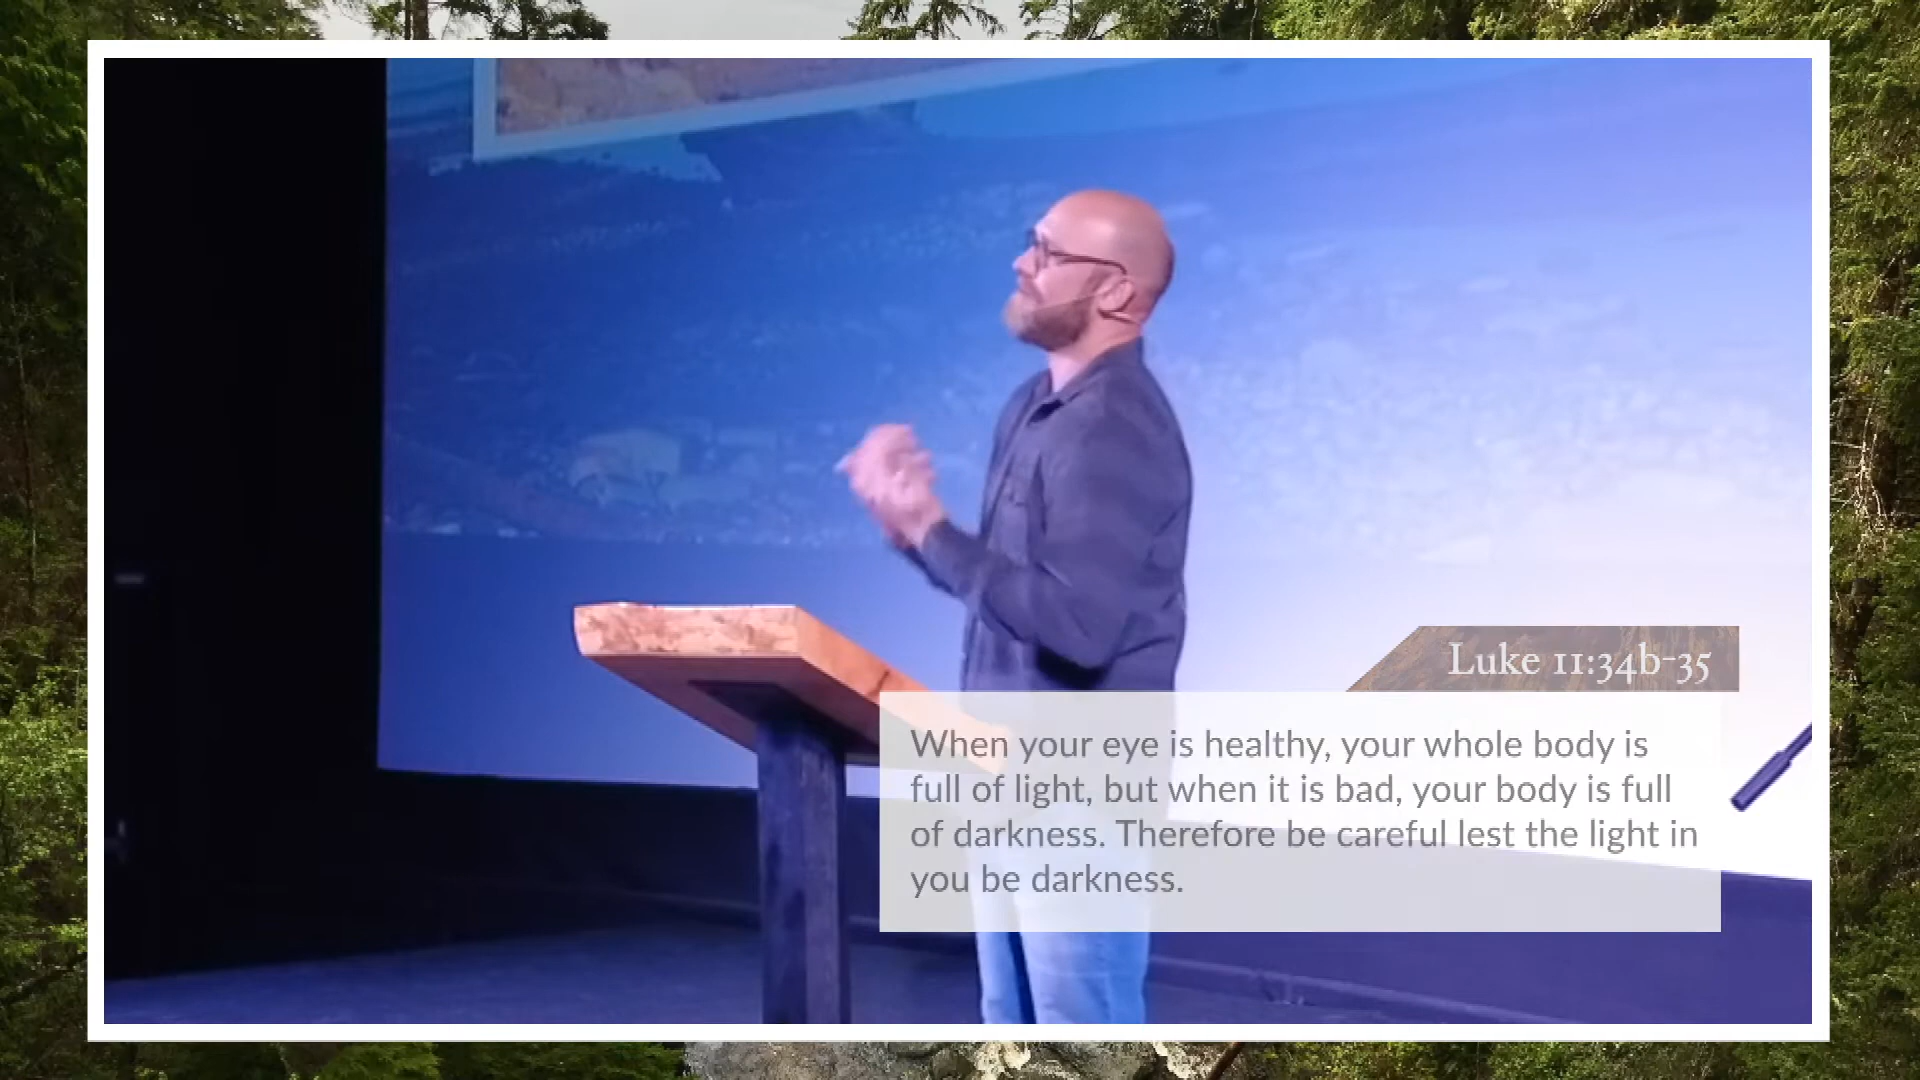 Luke 11:34b-35
When your eye is healthy, your whole body is
full of light, but when it is bad, your body is full
of darkness. Therefore be careful lest the light in
you be darkness.